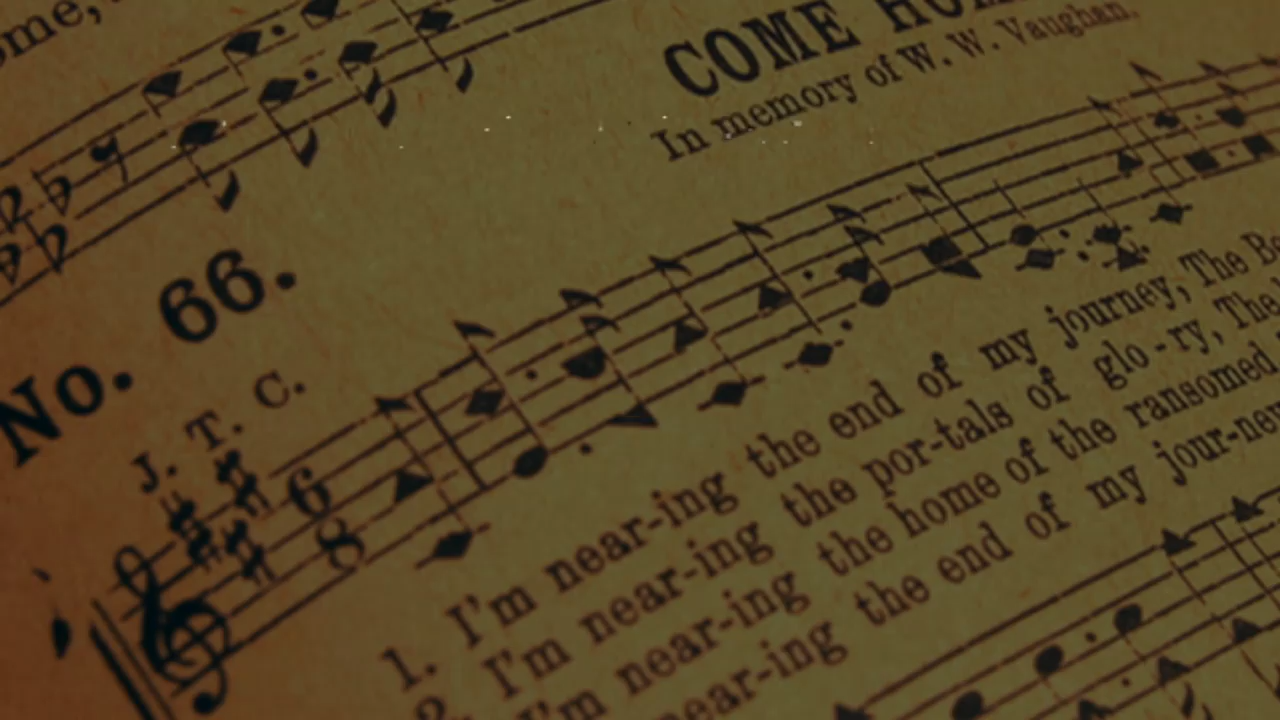 ome,
COME HOM
In memory of W. W. Vaughan.
No. 66.
J. T. C.
6
8
1. I'm near-ing the end of my journey, The Be
2. I'm near-ing the por-tals of glo-ry, The
I'm near-ing the home of the ransomed
near-ing the end of my jour-ney